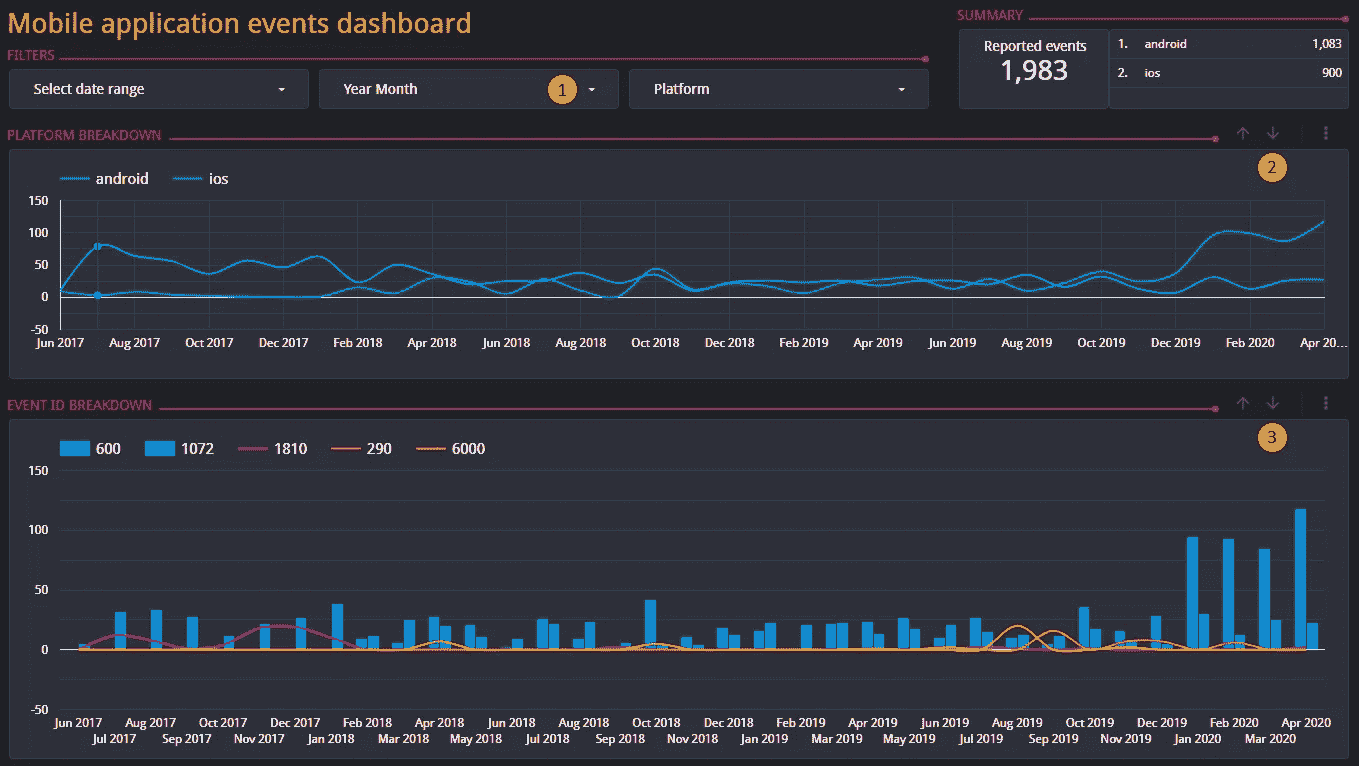 Mobile application events dashboard
SUMMARY
FILTERS
Reported events
1,983
1. android 1,083
2. ios 900
Select date range
Year Month
1
Platform
PLATFORM BREAKDOWN
2
android ios
150
100
50
0
-50
Jun 2017 Aug 2017 Oct 2017 Dec 2017 Feb 2018 Apr 2018 Jun 2018 Aug 2018 Oct 2018 Dec 2018 Feb 2019 Apr 2019 Jun 2019 Aug 2019 Oct 2019 Dec 2019 Feb 2020 Apr 20...
EVENT ID BREAKDOWN
3
600 1072 1810 290 6000
150
100
50
0
-50
Jun 2017 Aug 2017 Oct 2017 Dec 2017 Feb 2018 Apr 2018 Jun 2018 Aug 2018 Oct 2018 Dec 2018 Feb 2019 Apr 2019 Jun 2019 Aug 2019 Oct 2019 Dec 2019 Feb 2020 Apr 2020
Jul 2017 Sep 2017 Nov 2017 Jan 2018 Mar 2018 May 2018 Jul 2018 Sep 2018 Nov 2018 Jan 2019 Mar 2019 May 2019 Jul 2019 Sep 2019 Nov 2019 Jan 2020 Mar 2020